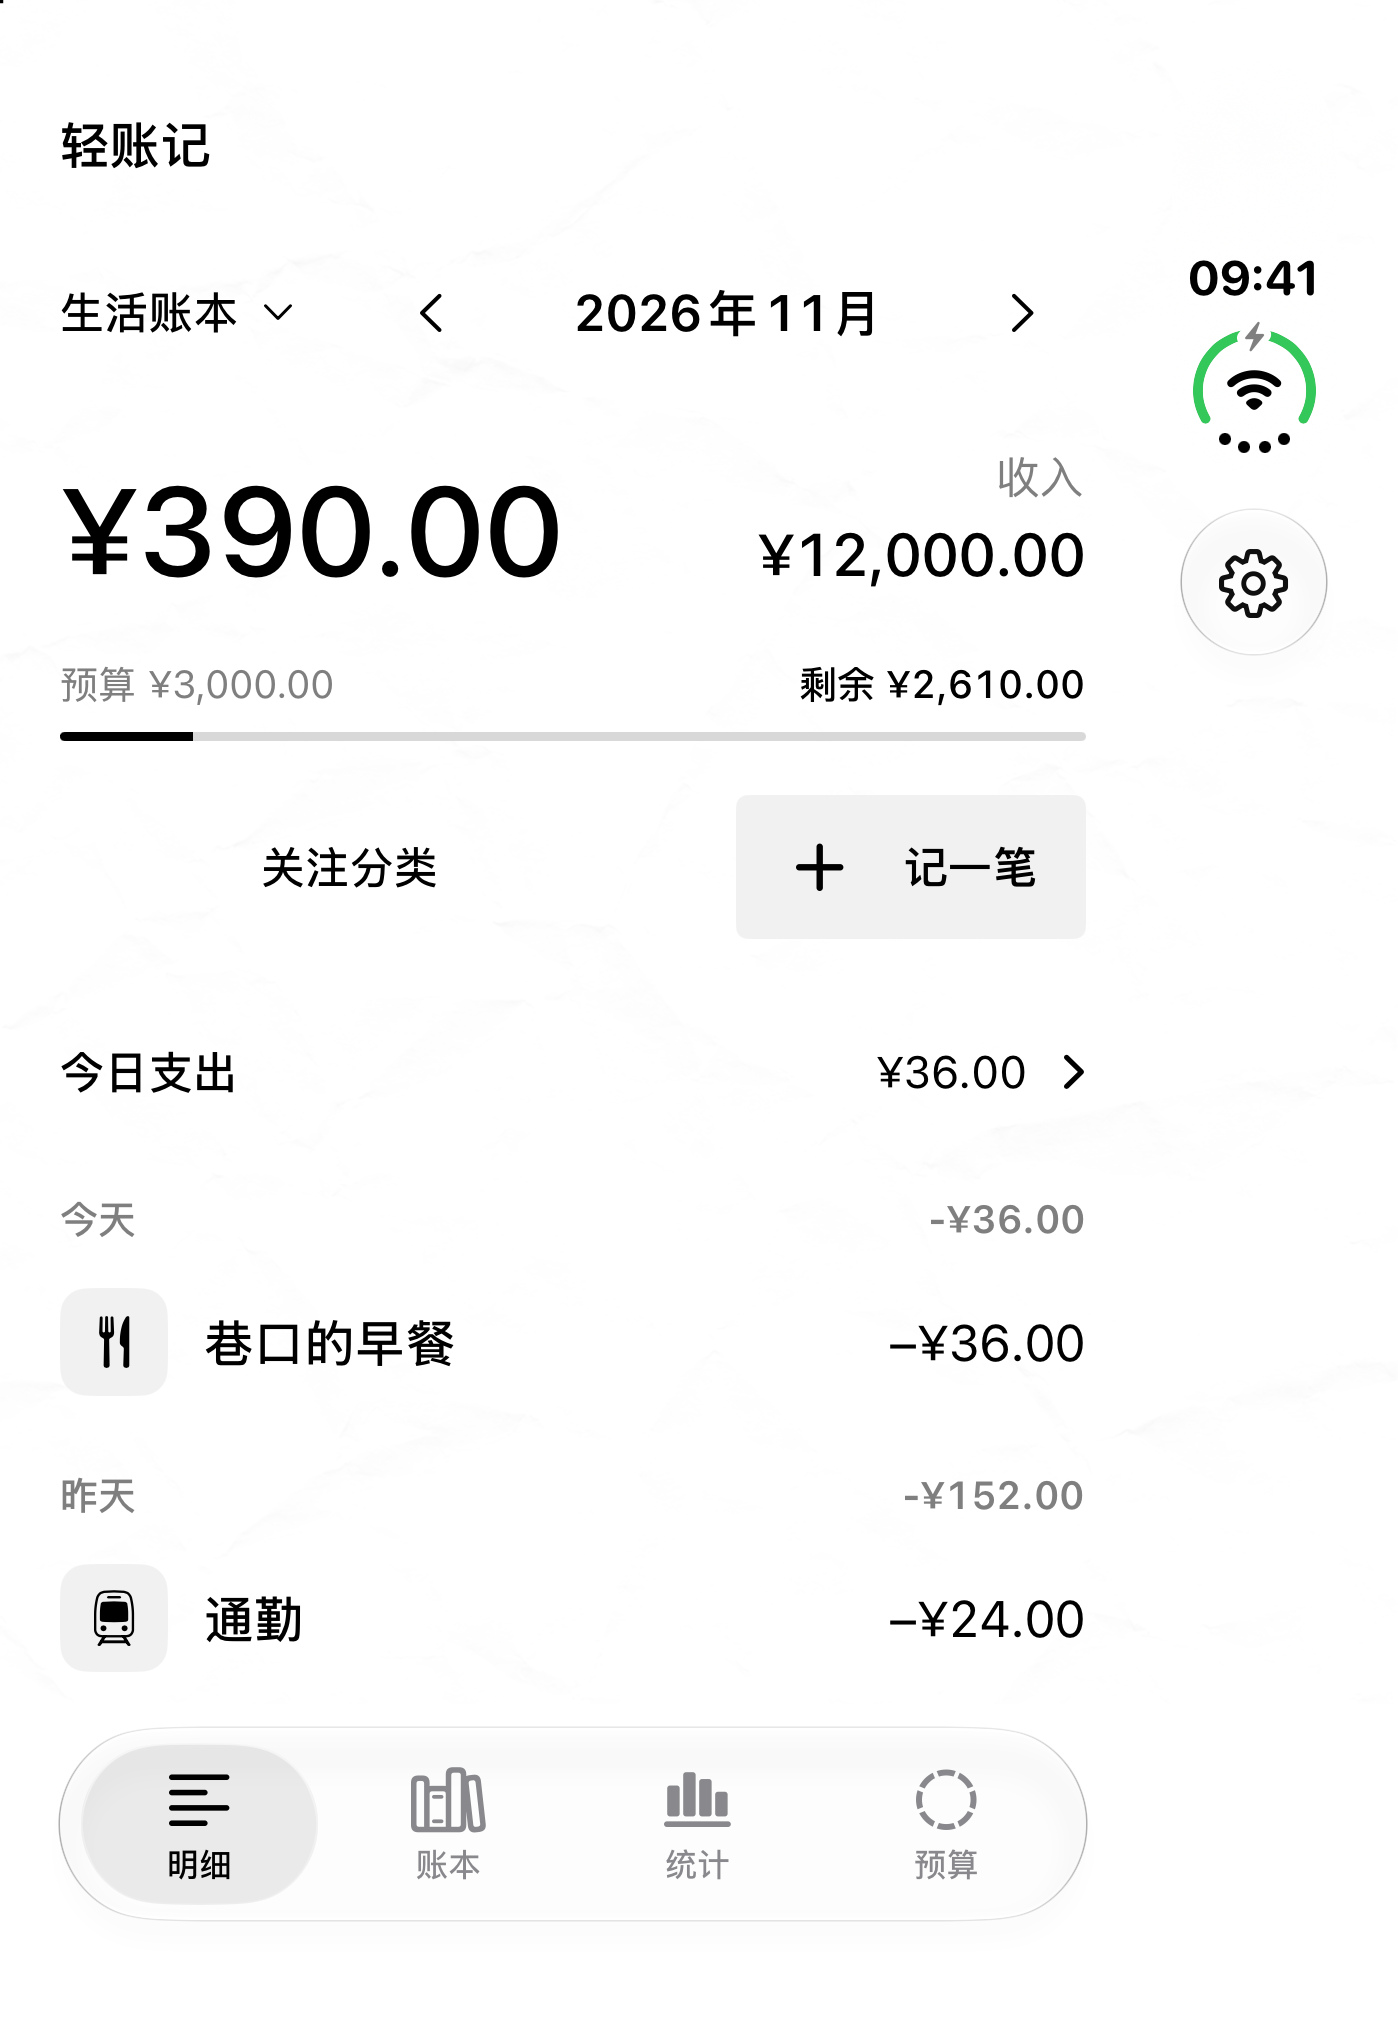 轻账记
09:41
生活账本
2026年11月
收入
¥390.00
¥12,000.00
预算 ¥3,000.00
剩余 ¥2,610.00
关注分类
记一笔
今日支出
¥36.00
今天
-¥36.00
巷口的早餐
–¥36.00
昨天
-¥152.00
通勤
–¥24.00
明细
账本
统计
预算